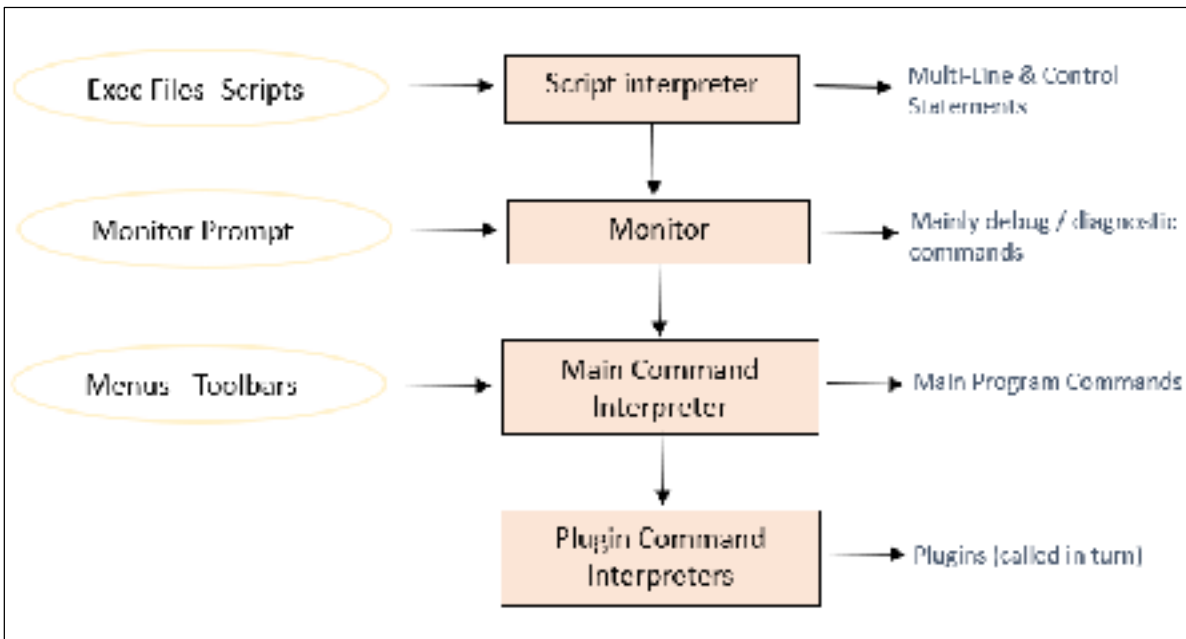 Exec Files Scripts
Script interpreter
Multi-Line & Control
Statements
Monitor Prompt
Monitor
Mainly debug / diagnostic
commands
Menus Toolbars
Main Command
Interpreter
Main Program Commands
Plugin Command
Interpreters
Plugins (called in turn)